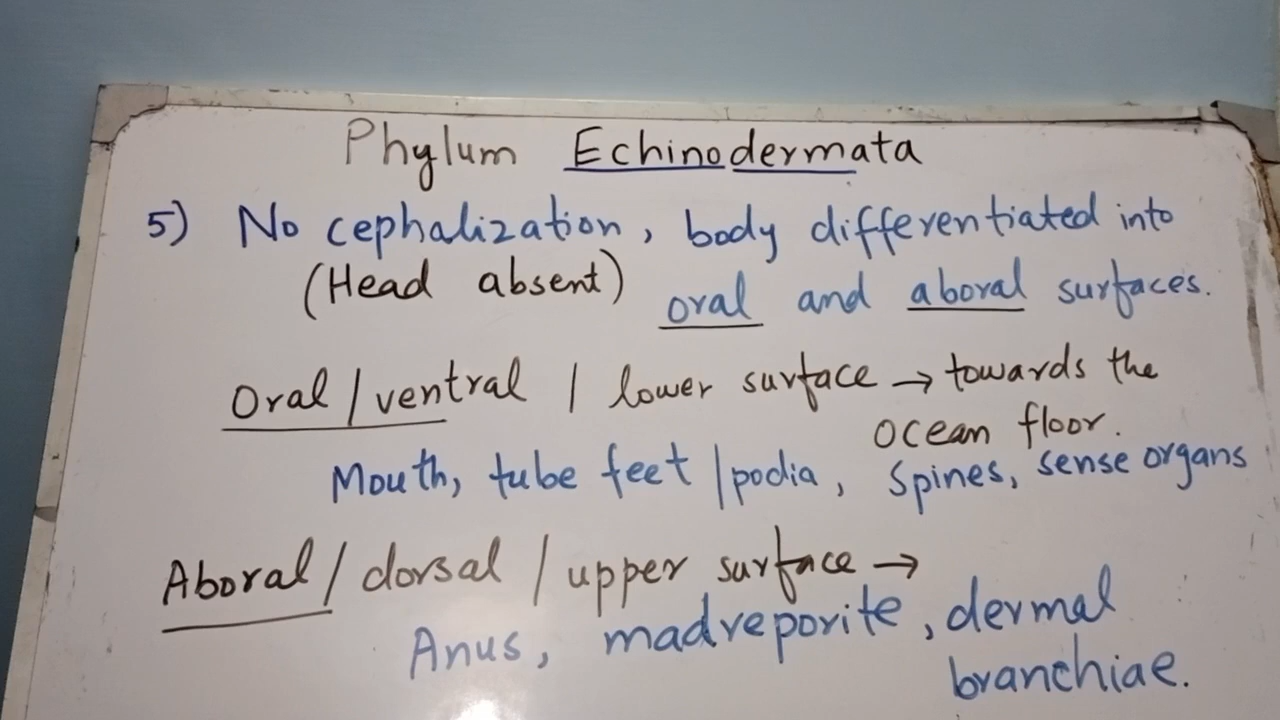 Phylum Echinodermata
5) No cephalization, body differentiated into
(Head absent) oral and aboral surfaces.
Oral / ventral / lower surface → towards the
ocean floor.
Mouth, tube feet / podia, Spines, sense organs
Aboral / dorsal / upper surface →
Anus, madreporite, dermal
branchiae.